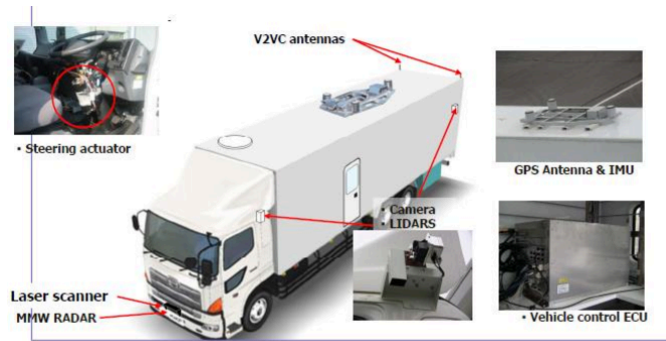 V2VC antennas
• Steering actuator
GPS Antenna & IMU
• Camera
• LIDARS
Laser scanner
MMW RADAR
• Vehicle control ECU